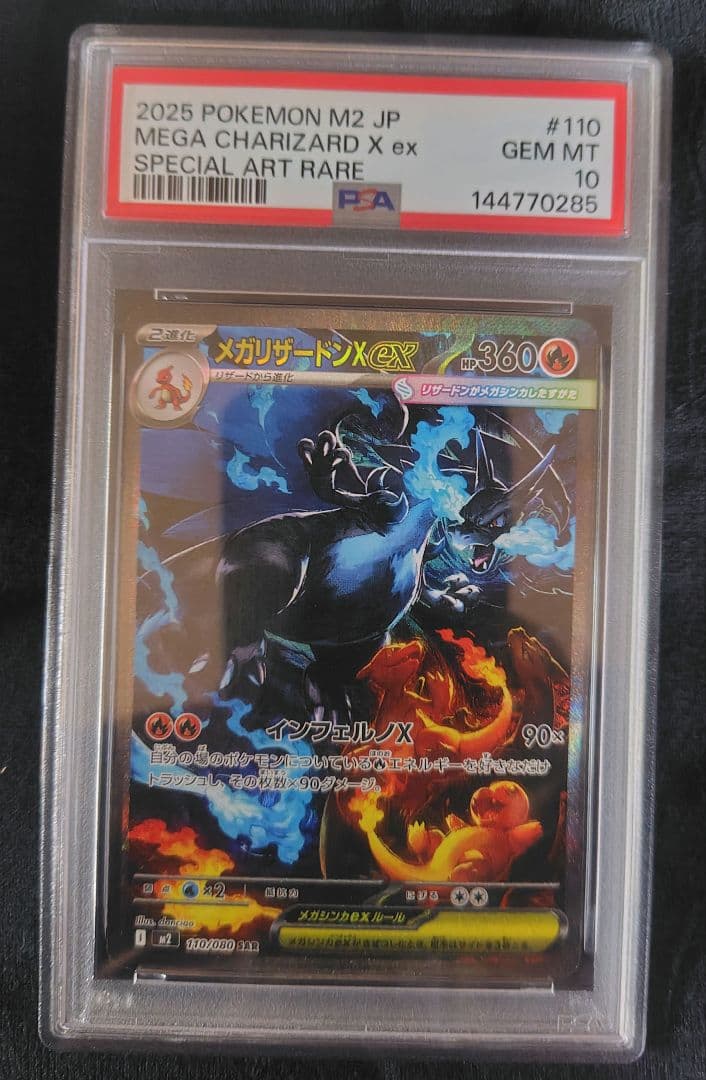 2025 POKEMON M2 JP
#110
MEGA CHARIZARD X ex
GEM MT
SPECIAL ART RARE
10
PSA
144770285
2進化
メガリザードンXex
HP360
リザードから進化
リザードンがメガシンカしたすがた
インフェルノX
90×
自分の場のポケモンについているエネルギーを好きなだけ
トラッシュし、その枚数×90ダメージ。
弱点
×2
抵抗力
にげる
メガシンカexルール
Illus. danciao
I
M2
110/080 SAR